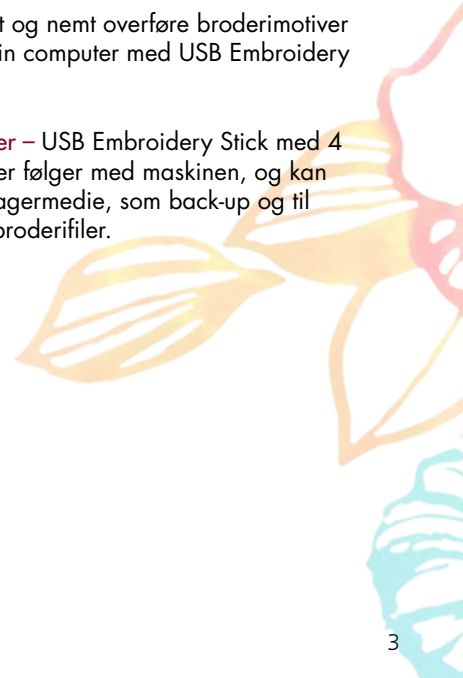 t og nemt overføre broderimotiver
in computer med USB Embroidery
er – USB Embroidery Stick med 4
er følger med maskinen, og kan
agermedie, som back-up og til
broderifiler.
3